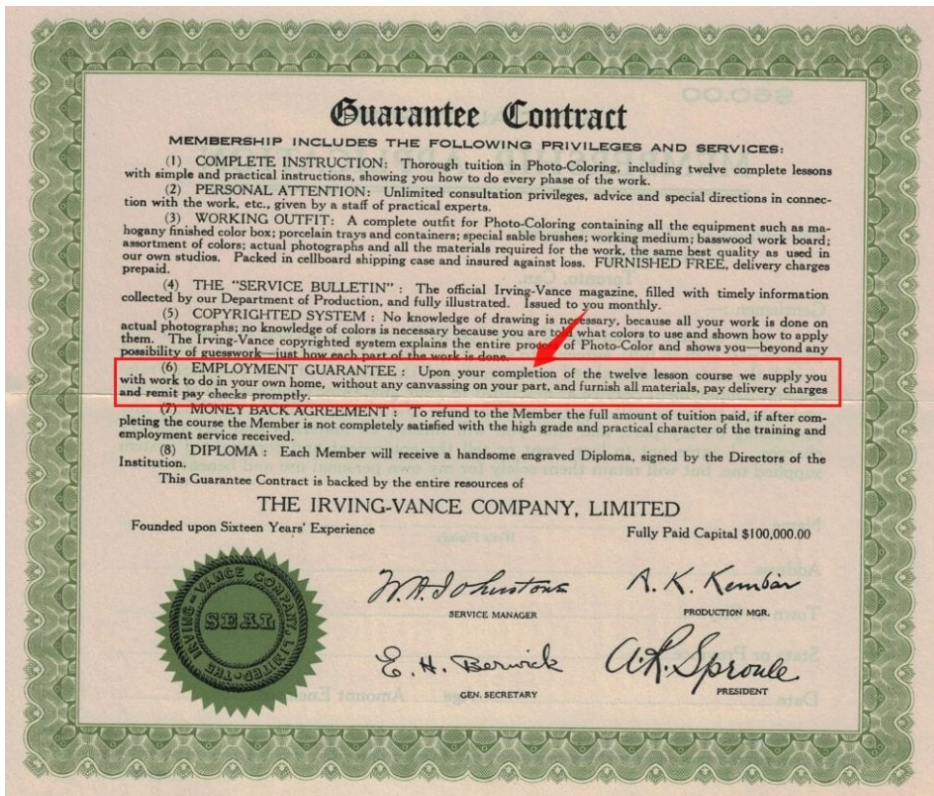 Guarantee Contract
MEMBERSHIP INCLUDES THE FOLLOWING PRIVILEGES AND SERVICES:
(1) COMPLETE INSTRUCTION: Thorough tuition in Photo-Coloring, including twelve complete lessons
with simple and practical instructions, showing you how to do every phase of the work.
(2) PERSONAL ATTENTION: Unlimited consultation privileges, advice and special directions in connec-
tion with the work, etc., given by a staff of practical experts.
(3) WORKING OUTFIT: A complete outfit for Photo-Coloring containing all the equipment such as ma-
hogany finished color box; porcelain trays and containers; special sable brushes; working medium; basswood work board;
assortment of colors; actual photographs and all the materials required for the work, the same best quality as used in
our own studios. Packed in cellboard shipping case and insured against loss. FURNISHED FREE, delivery charges
prepaid.
(4) THE "SERVICE BULLETIN": The official Irving-Vance magazine, filled with timely information
collected by our Department of Production, and fully illustrated. Issued to you monthly.
(5) COPYRIGHTED SYSTEM: No knowledge of drawing is necessary, because all your work is done on
actual photographs; no knowledge of colors is necessary because you are told what colors to use and shown how to apply
them. The Irving-Vance copyrighted system explains the entire process of Photo-Color and shows you—beyond any
possibility of guesswork—just how each part of the work is done.
(6) EMPLOYMENT GUARANTEE: Upon your completion of the twelve lesson course we supply you
with work to do in your own home, without any canvassing on your part, and furnish all materials, pay delivery charges
and remit pay checks promptly.
(7) MONEY BACK AGREEMENT: To refund to the Member the full amount of tuition paid, if after com-
pleting the course the Member is not completely satisfied with the high grade and practical character of the training and
employment service received.
(8) DIPLOMA: Each Member will receive a handsome engraved Diploma, signed by the Directors of the
Institution.
This Guarantee Contract is backed by the entire resources of
THE IRVING-VANCE COMPANY, LIMITED
Founded upon Sixteen Years' Experience Fully Paid Capital $100,000.00
THE IRVING-VANCE COMPANY, LIMITED
SEAL
W. A. Johnstone A. K. Kembar
SERVICE MANAGER PRODUCTION MGR.
E. H. Berwick A. R. Sproule
GEN. SECRETARY PRESIDENT